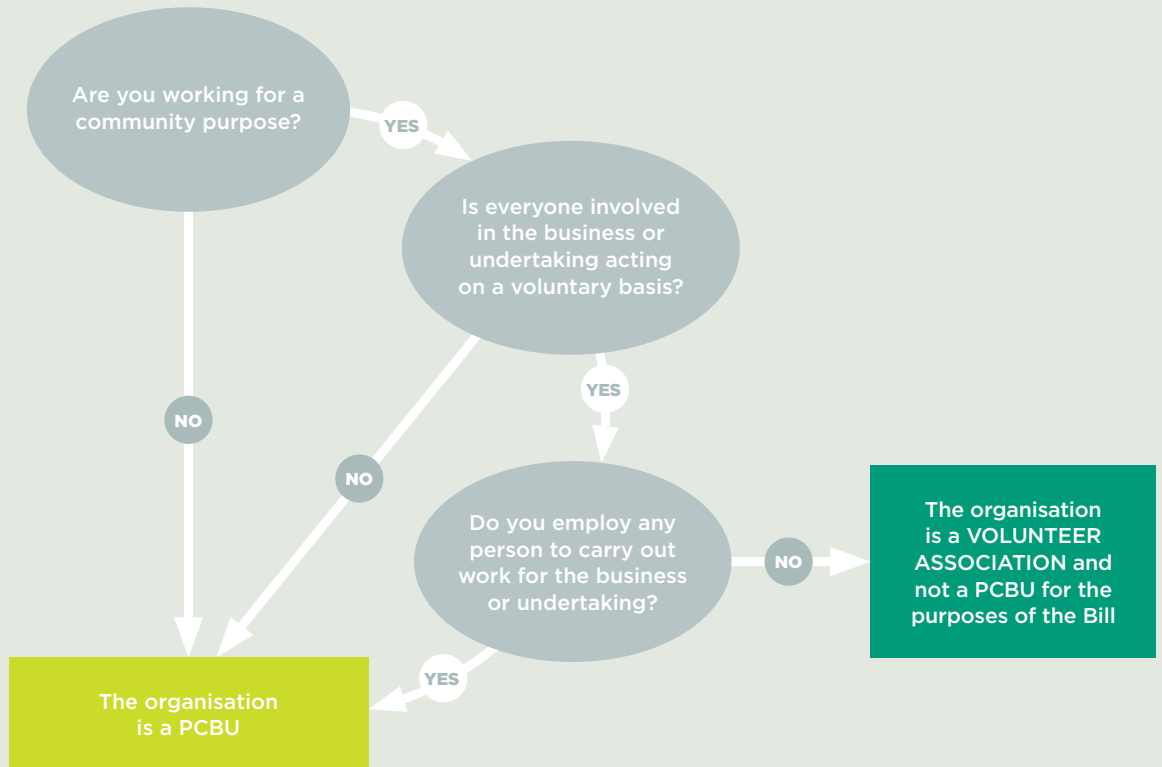 Are you working for a
community purpose?
YES
Is everyone involved
in the business or
undertaking acting
on a voluntary basis?
YES
NO
NO
Do you employ any
person to carry out
work for the business
or undertaking?
NO
The organisation
is a VOLUNTEER
ASSOCIATION and
not a PCBU for the
purposes of the Bill
YES
The organisation
is a PCBU